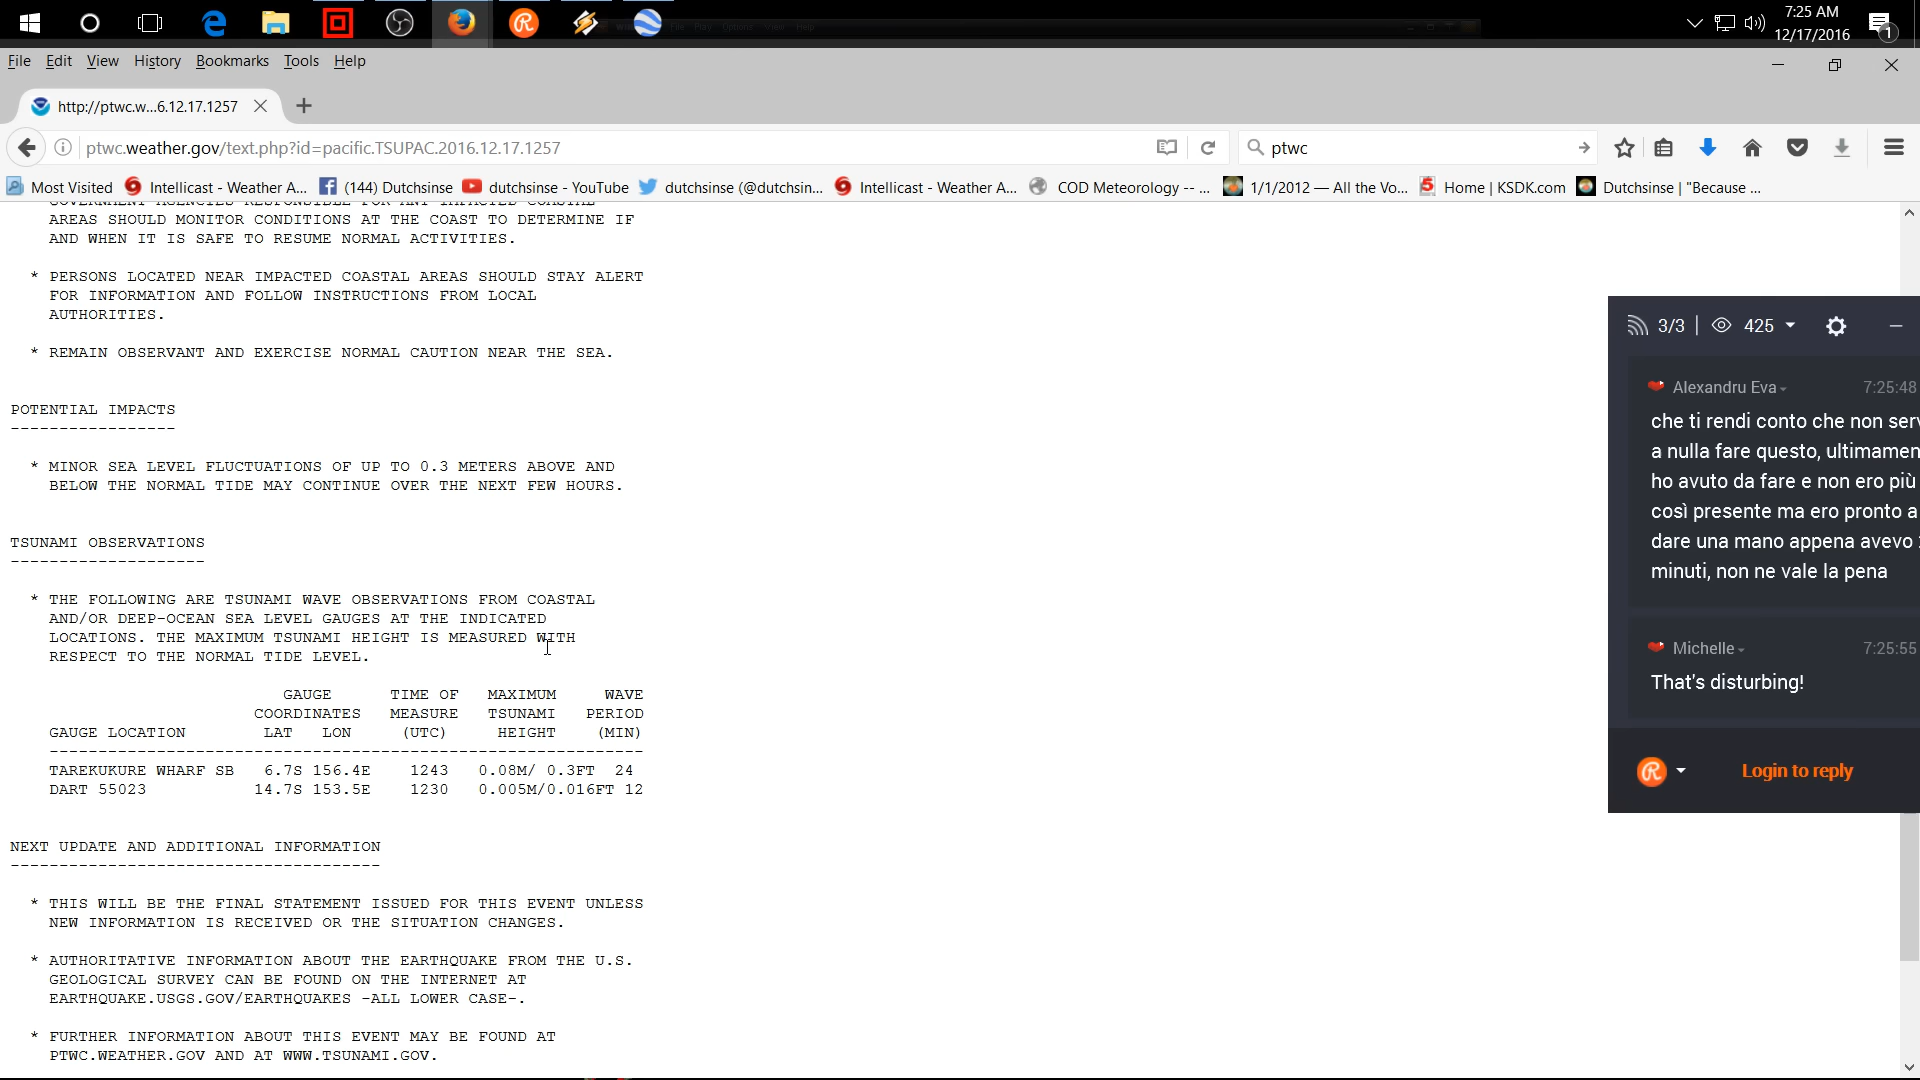 7:25 AM
12/17/2016
1
File Edit View History Bookmarks Tools Help
http://ptwc.w...6.12.17.1257
ptwc.weather.gov/text.php?id=pacific.TSUPAC.2016.12.17.1257
ptwc
Most Visited Intellicast - Weather A... (144) Dutchsinse dutchsinse - YouTube dutchsinse (@dutchsin... Intellicast - Weather A... COD Meteorology -- ... 1/1/2012 — All the Vo... Home | KSDK.com Dutchsinse | "Because ...
GOVERNMENT AGENCIES RESPONSIBLE FOR ANY IMPACTED COASTAL
AREAS SHOULD MONITOR CONDITIONS AT THE COAST TO DETERMINE IF
AND WHEN IT IS SAFE TO RESUME NORMAL ACTIVITIES.
* PERSONS LOCATED NEAR IMPACTED COASTAL AREAS SHOULD STAY ALERT
FOR INFORMATION AND FOLLOW INSTRUCTIONS FROM LOCAL
AUTHORITIES.
* REMAIN OBSERVANT AND EXERCISE NORMAL CAUTION NEAR THE SEA.
POTENTIAL IMPACTS
-----------------
* MINOR SEA LEVEL FLUCTUATIONS OF UP TO 0.3 METERS ABOVE AND
BELOW THE NORMAL TIDE MAY CONTINUE OVER THE NEXT FEW HOURS.
TSUNAMI OBSERVATIONS
--------------------
* THE FOLLOWING ARE TSUNAMI WAVE OBSERVATIONS FROM COASTAL
AND/OR DEEP-OCEAN SEA LEVEL GAUGES AT THE INDICATED
LOCATIONS. THE MAXIMUM TSUNAMI HEIGHT IS MEASURED WITH
RESPECT TO THE NORMAL TIDE LEVEL.
GAUGE TIME OF MAXIMUM WAVE
COORDINATES MEASURE TSUNAMI PERIOD
GAUGE LOCATION LAT LON (UTC) HEIGHT (MIN)
-------------------------------------------------------------
TAREKUKURE WHARF SB 6.7S 156.4E 1243 0.08M/ 0.3FT 24
DART 55023 14.7S 153.5E 1230 0.005M/0.016FT 12
NEXT UPDATE AND ADDITIONAL INFORMATION
--------------------------------------
* THIS WILL BE THE FINAL STATEMENT ISSUED FOR THIS EVENT UNLESS
NEW INFORMATION IS RECEIVED OR THE SITUATION CHANGES.
* AUTHORITATIVE INFORMATION ABOUT THE EARTHQUAKE FROM THE U.S.
GEOLOGICAL SURVEY CAN BE FOUND ON THE INTERNET AT
EARTHQUAKE.USGS.GOV/EARTHQUAKES -ALL LOWER CASE-.
* FURTHER INFORMATION ABOUT THIS EVENT MAY BE FOUND AT
PTWC.WEATHER.GOV AND AT WWW.TSUNAMI.GOV.
3/3 | 425
Alexandru Eva 7:25:48
che ti rendi conto che non serv
a nulla fare questo, ultimamen
ho avuto da fare e non ero più
così presente ma ero pronto a
dare una mano appena avevo
minuti, non ne vale la pena
Michelle 7:25:55
That's disturbing!
Login to reply